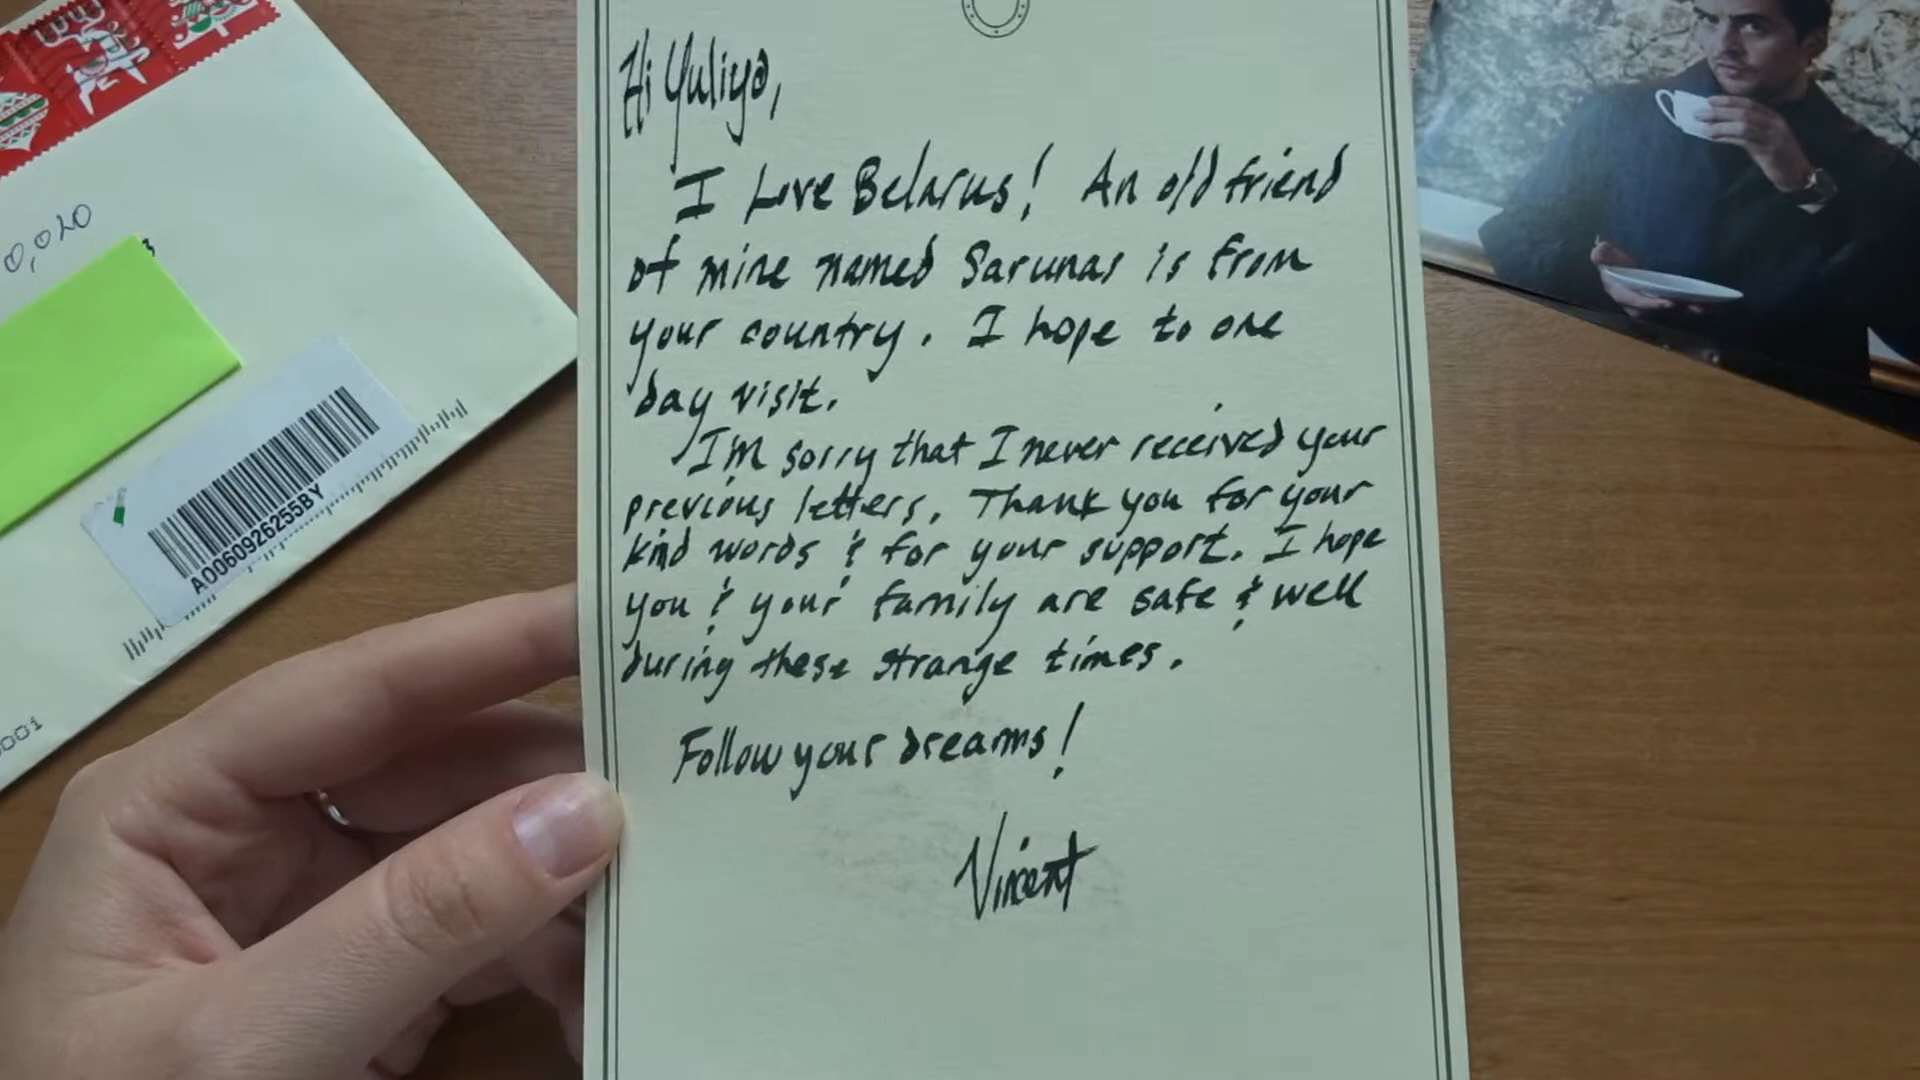 Hi Yuliya,
I Love Belarus! An old friend
of mine named Sarunas is from
your country. I hope to one
day visit.
I'm sorry that I never received your
previous letters. Thank you for your
kind words & for your support. I hope
you & your family are safe & well
during these strange times.
Follow your dreams!
Vincent
A0060926255BY